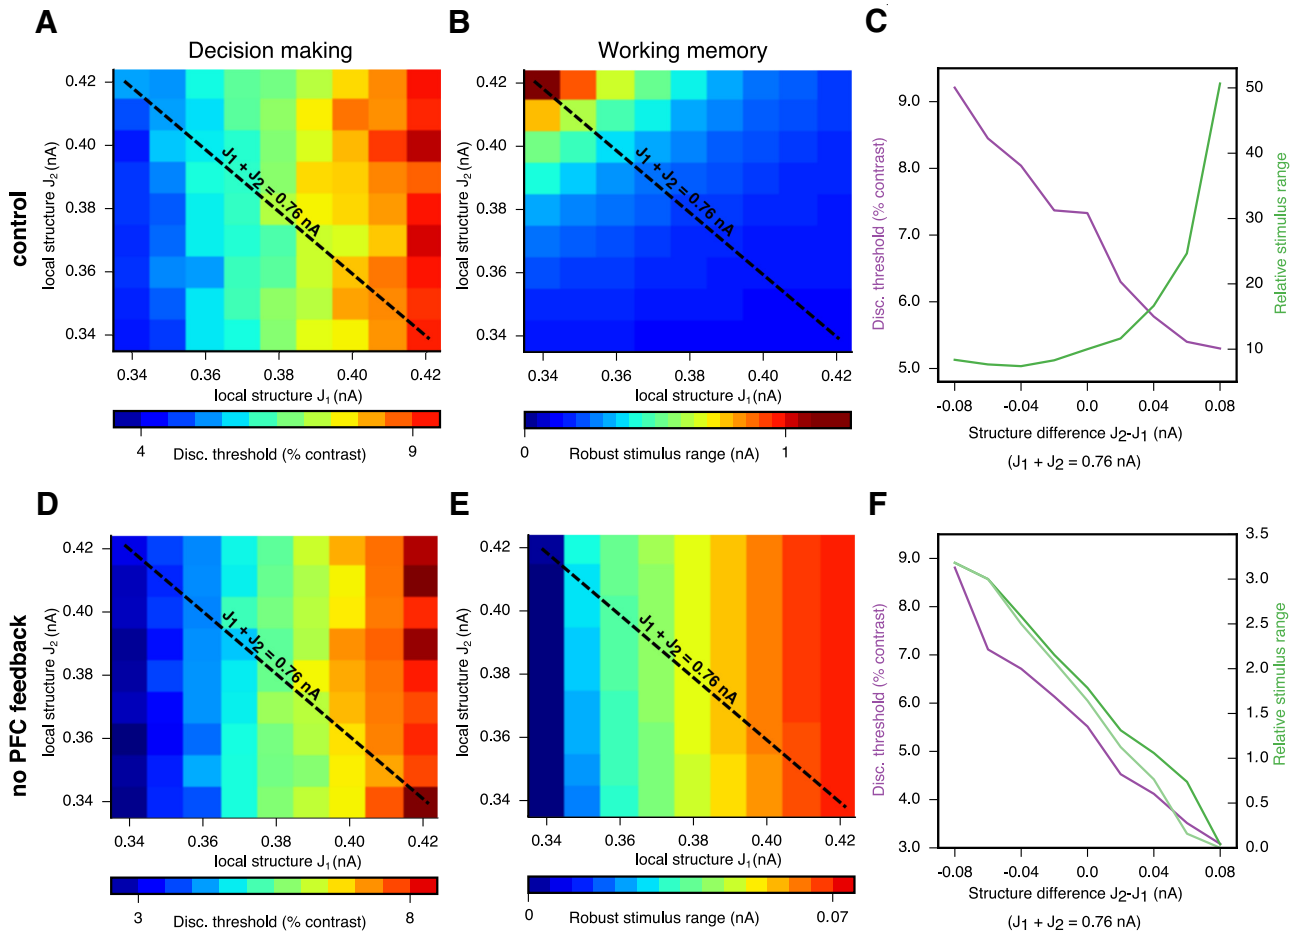 A
Decision making
control
local structure J2 (nA)
0.42
0.40
0.38
0.36
0.34
J1 + J2 = 0.76 nA
0.34
0.36
0.38
0.40
0.42
local structure J1 (nA)
4
9
Disc. threshold (% contrast)
B
Working memory
local structure J2 (nA)
0.42
0.40
0.38
0.36
0.34
J1 + J2 = 0.76 nA
0.34
0.36
0.38
0.40
0.42
local structure J1 (nA)
0
1
Robust stimulus range (nA)
C
Disc. threshold (% contrast)
9.0
8.0
7.0
6.0
5.0
50
40
30
20
10
Relative stimulus range
-0.08
-0.04
0.0
0.04
0.08
Structure difference J2-J1 (nA)
(J1 + J2 = 0.76 nA)
D
no PFC feedback
local structure J2 (nA)
0.42
0.40
0.38
0.36
0.34
J1 + J2 = 0.76 nA
0.34
0.36
0.38
0.40
0.42
local structure J1 (nA)
3
8
Disc. threshold (% contrast)
E
local structure J2 (nA)
0.42
0.40
0.38
0.36
0.34
J1 + J2 = 0.76 nA
0.34
0.36
0.38
0.40
0.42
local structure J1 (nA)
0
0.07
Robust stimulus range (nA)
F
Disc. threshold (% contrast)
9.0
8.0
7.0
6.0
5.0
4.0
3.0
3.5
3.0
2.5
2.0
1.5
1.0
0.5
0.0
Relative stimulus range
-0.08
-0.04
0.0
0.04
0.08
Structure difference J2-J1 (nA)
(J1 + J2 = 0.76 nA)